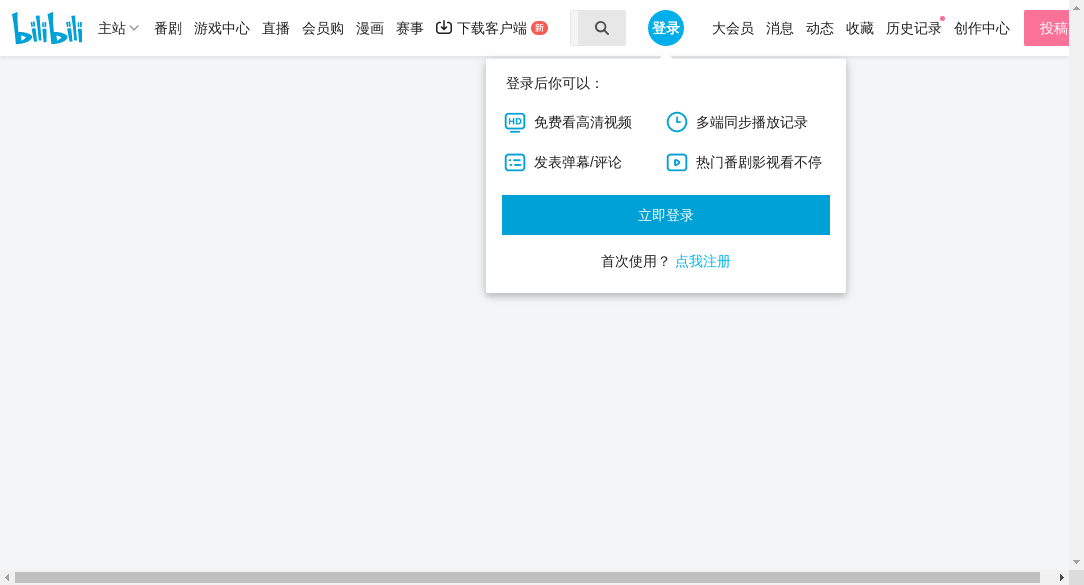 bilibili 主站 番剧 游戏中心 直播 会员购 漫画 赛事 下载客户端 新 登录 大会员 消息 动态 收藏 历史记录 创作中心 投稿
登录后你可以：
HD 免费看高清视频 多端同步播放记录
发表弹幕/评论 热门番剧影视看不停
立即登录
首次使用？ 点我注册